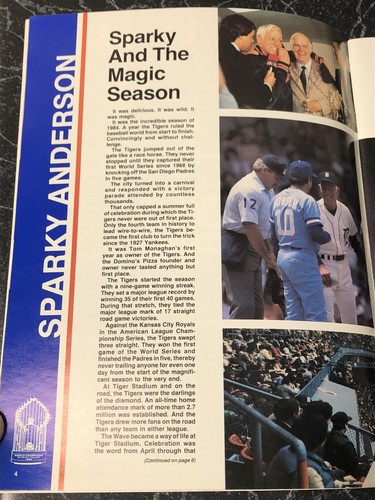 SPARKY ANDERSON
Sparky
And The
Magic
Season
It was delirious. It was wild. It
was magic.
It was the incredible season of
1984. A year the Tigers ruled the
baseball world from start to finish.
Convincingly and without chal-
lenge.
The Tigers jumped out of the
gate like a race horse. They never
stopped until they captured their
first World Series since 1968 by
knocking off the San Diego Padres
in five games.
The city turned into a carnival
and responded with a victory
parade attended by countless
thousands.
That only capped a summer full
of celebration during which the Ti-
gers never were out of first place.
Only the fourth team in history to
lead wire-to-wire, the Tigers be-
came the first club to turn the trick
since the 1927 Yankees.
It was Tom Monaghan's first
year as owner of the Tigers. And
the Domino's Pizza founder and
owner never tasted anything but
first place.
The Tigers started the season
with a nine-game winning streak.
They set a major league record by
winning 35 of their first 40 games.
During that stretch, they tied the
major league mark of 17 straight
road game victories.
Against the Kansas City Royals
in the American League Cham-
pionship Series, the Tigers swept
three straight. They won the first
game of the World Series and
finished the Padres in five, thereby
never trailing anyone for even one
day from the start of the magnifi-
cent season to the very end.
At Tiger Stadium and on the
road, the Tigers were the darlings
of the diamond. An all-time home
attendance mark of more than 2.7
million was established. And the
Tigers drew more fans on the road
than any team in either league.
The Wave became a way of life at
Tiger Stadium. Celebration was
the word from April through that
(Continued on page 6)
4
12
10